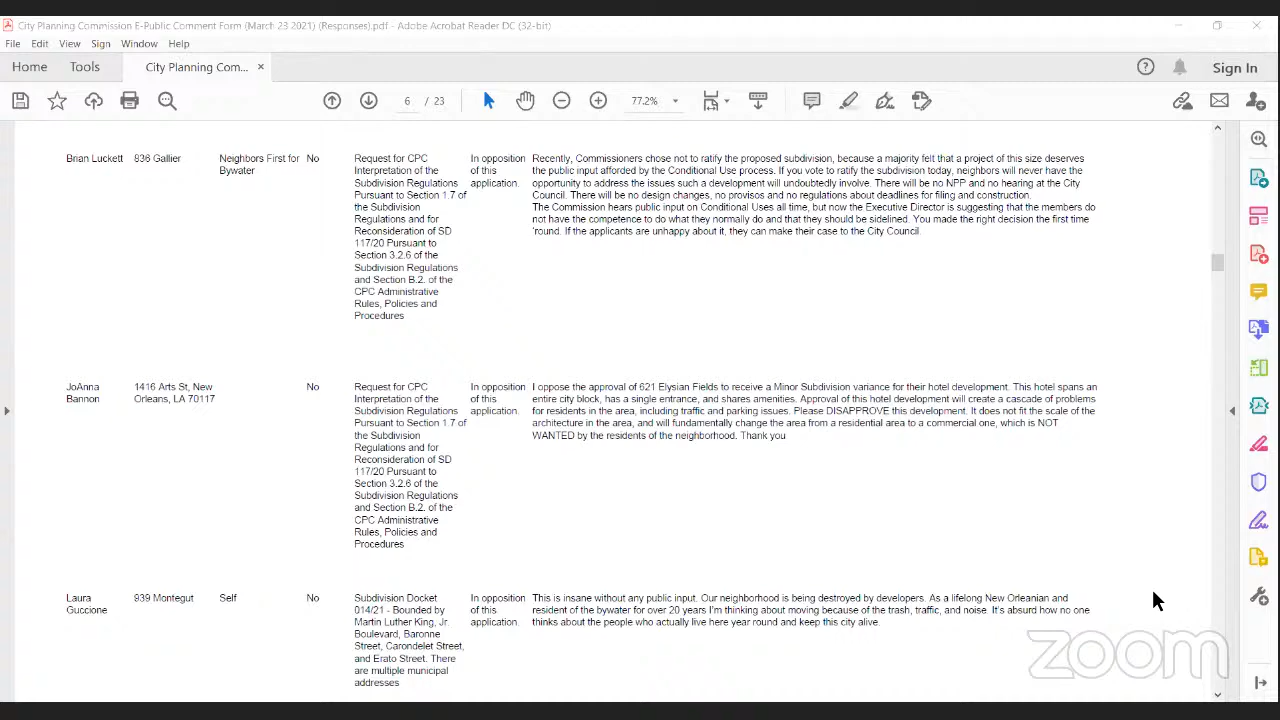 City Planning Commission E-Public Comment Form (March 23 2021) (Responses).pdf - Adobe Acrobat Reader DC (32-bit)
File Edit View Sign Window Help
Home Tools City Planning Com... × Sign In
6 / 23 77.2%
Brian Luckett 836 Gallier Neighbors First for No Request for CPC In opposition Recently, Commissioners chose not to ratify the proposed subdivision, because a majority felt that a project of this size deserves
Bywater Interpretation of the of this the public input afforded by the Conditional Use process. If you vote to ratify the subdivision today, neighbors will never have the
Subdivision Regulations application. opportunity to address the issues such a development will undoubtedly involve. There will be no NPP and no hearing at the City
Pursuant to Section 1.7 of Council. There will be no design changes, no provisos and no regulations about deadlines for filing and construction.
the Subdivision The Commission hears public input on Conditional Uses all time, but now the Executive Director is suggesting that the members do
Regulations and for not have the competence to do what they normally do and that they should be sidelined. You made the right decision the first time
Reconsideration of SD 'round. If the applicants are unhappy about it, they can make their case to the City Council.
117/20 Pursuant to
Section 3.2.6 of the
Subdivision Regulations
and Section B.2. of the
CPC Administrative
Rules, Policies and
Procedures
JoAnna 1416 Arts St, New No Request for CPC In opposition I oppose the approval of 621 Elysian Fields to receive a Minor Subdivision variance for their hotel development. This hotel spans an
Bannon Orleans, LA 70117 Interpretation of the of this entire city block, has a single entrance, and shares amenities. Approval of this hotel development will create a cascade of problems
Subdivision Regulations application. for residents in the area, including traffic and parking issues. Please DISAPPROVE this development. It does not fit the scale of the
Pursuant to Section 1.7 of architecture in the area, and will fundamentally change the area from a residential area to a commercial one, which is NOT
the Subdivision WANTED by the residents of the neighborhood. Thank you
Regulations and for
Reconsideration of SD
117/20 Pursuant to
Section 3.2.6 of the
Subdivision Regulations
and Section B.2. of the
CPC Administrative
Rules, Policies and
Procedures
Laura 939 Montegut Self No Subdivision Docket In opposition This is insane without any public input. Our neighborhood is being destroyed by developers. As a lifelong New Orleanian and
Guccione 014/21 - Bounded by of this resident of the bywater for over 20 years I'm thinking about moving because of the trash, traffic, and noise. It's absurd how no one
Martin Luther King, Jr. application. thinks about the people who actually live here year round and keep this city alive.
Boulevard, Baronne
Street, Carondelet Street,
and Erato Street. There
are multiple municipal
addresses
zoom